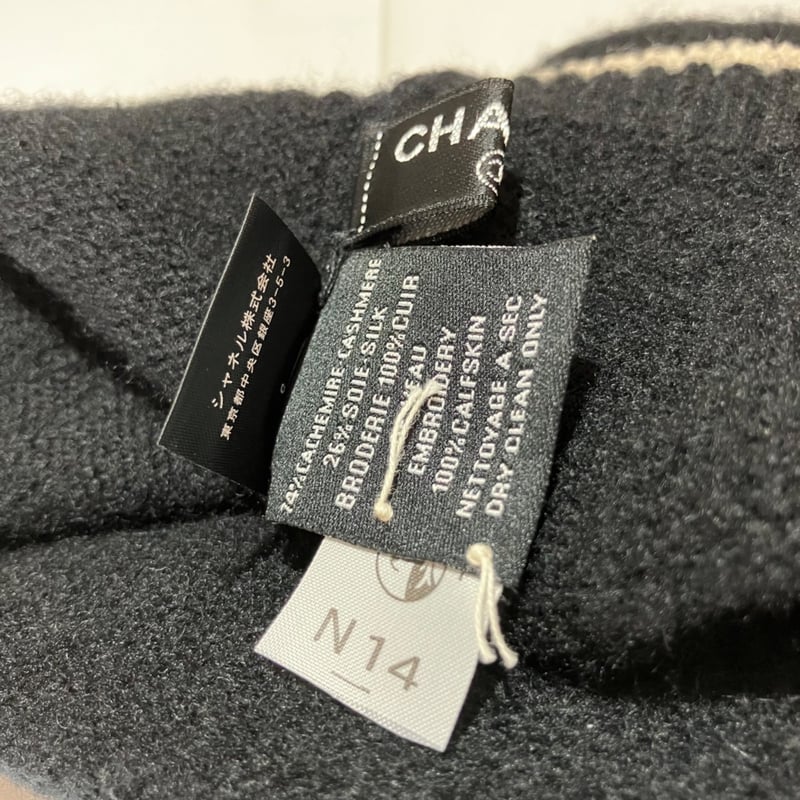 CHA
シャネル株式会社
東京都中央区銀座3-5-3
74%CACHEMIRE-CASHMERE
26%-SOIE-SILK
BRODERIE 100%CUIR
EMBROIDERY
100%CALFSKIN
NETTOYAGE A SEC
DRY CLEAN ONLY
N14